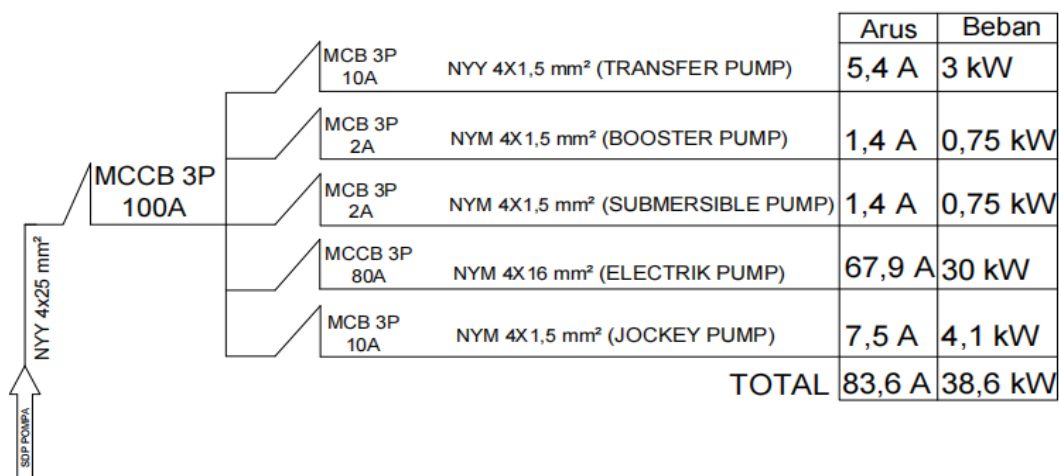 Arus Beban
MCB 3P
10A
NYY 4X1,5 mm² (TRANSFER PUMP)
5,4 A 3 kW
MCB 3P
2A
NYM 4X1,5 mm² (BOOSTER PUMP)
1,4 A 0,75 kW
MCCB 3P
100A
MCB 3P
2A
NYM 4X1,5 mm² (SUBMERSIBLE PUMP)
1,4 A 0,75 kW
MCCB 3P
80A
NYM 4X16 mm² (ELECTRIK PUMP)
67,9 A 30 kW
MCB 3P
10A
NYM 4X1,5 mm² (JOCKEY PUMP)
7,5 A 4,1 kW
TOTAL 83,6 A 38,6 kW
NYY 4x25 mm²
SDP POMPA